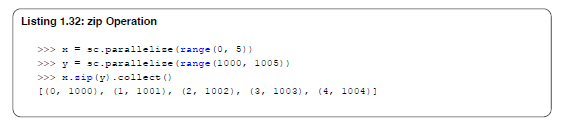 Listing 1.32: zip Operation
>>> x = sc.parallelize(range(0, 5))
>>> y = sc.parallelize(range(1000, 1005))
>>> x.zip(y).collect()
[(0, 1000), (1, 1001), (2, 1002), (3, 1003), (4, 1004)]